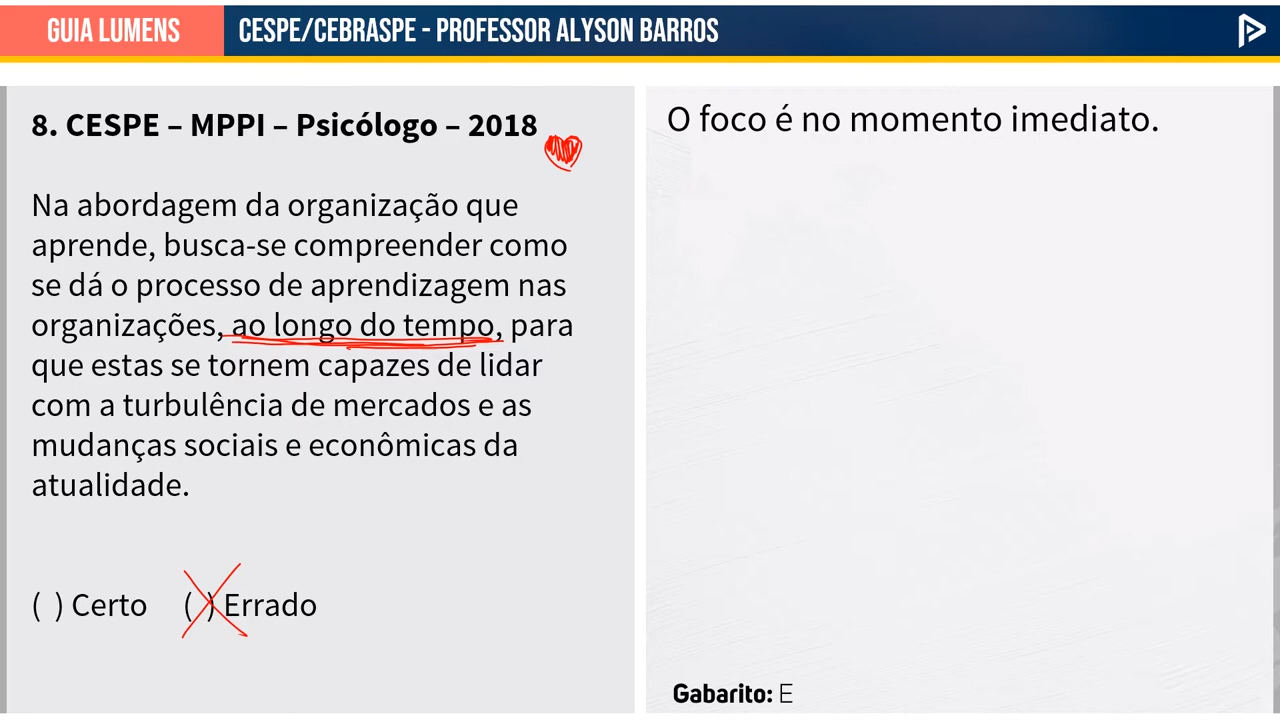 GUIA LUMENS
CESPE/CEBRASPE - PROFESSOR ALYSON BARROS
8. CESPE – MPPI – Psicólogo – 2018
Na abordagem da organização que
aprende, busca-se compreender como
se dá o processo de aprendizagem nas
organizações, ao longo do tempo, para
que estas se tornem capazes de lidar
com a turbulência de mercados e as
mudanças sociais e econômicas da
atualidade.
( ) Certo ( ) Errado
O foco é no momento imediato.
Gabarito: E